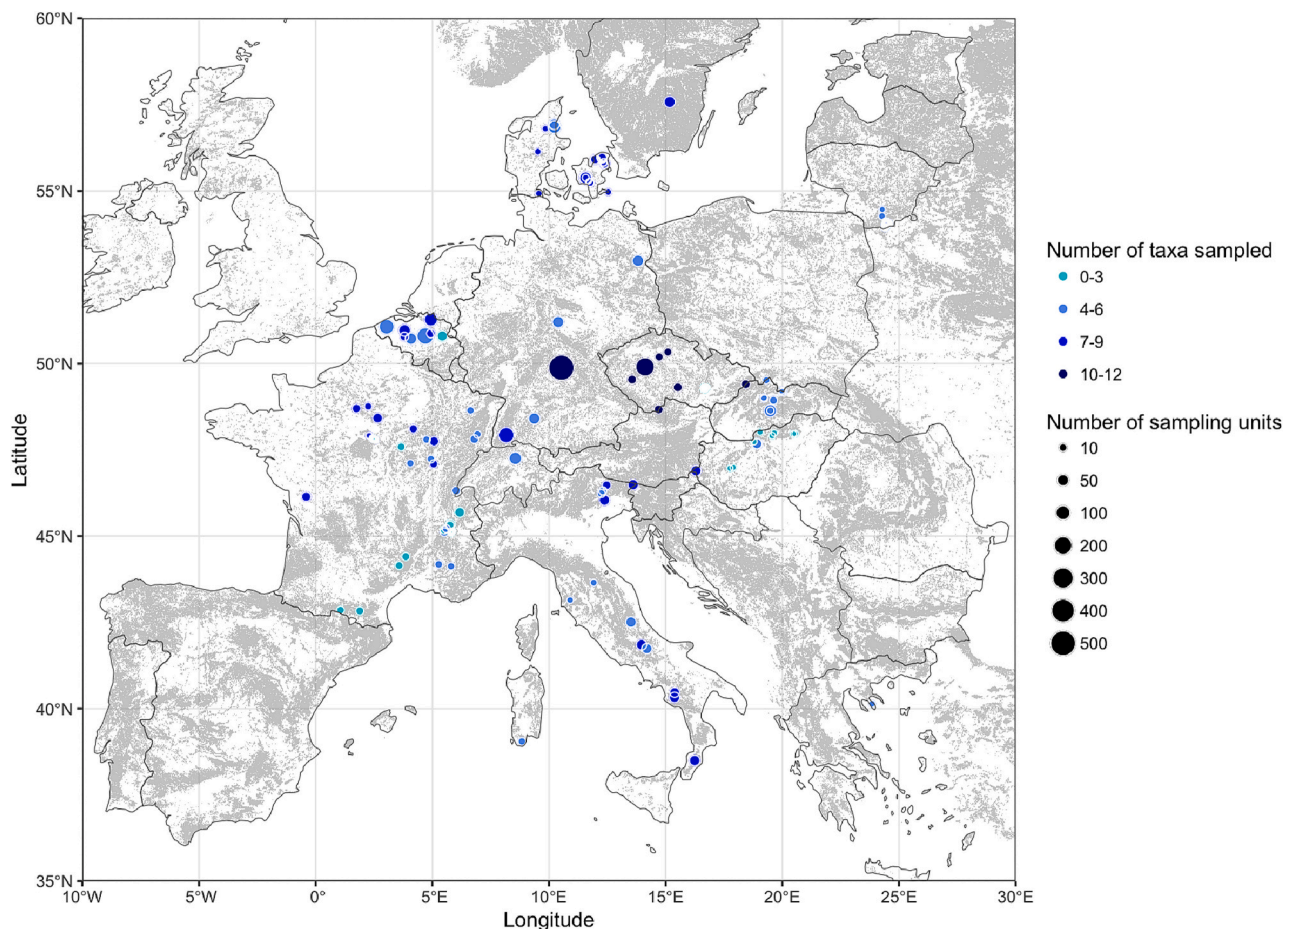 60°N
55°N
50°N
45°N
40°N
35°N
Latitude
10°W
5°W
0°
5°E
10°E
15°E
20°E
25°E
30°E
Longitude
Number of taxa sampled
0-3
4-6
7-9
10-12
Number of sampling units
10
50
100
200
300
400
500